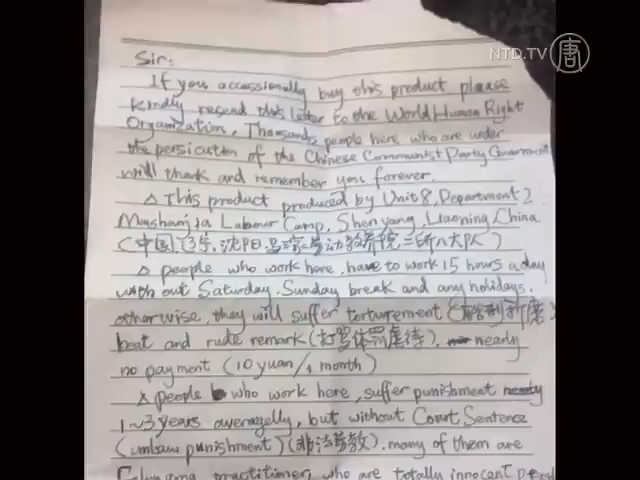 NTD.TV 唐
Sir:
If you accassionally buy this product please
kindly resend this letter to the World Human Right
Organization, Thousands people here who are under
the persicution of the Chinese Communist Party Government
will thank and remember you forever.
△ This product produced by Unit 8, Department 2
Mashanjia Labour Camp, Shenyang, Liaoning, China.
(中国, 辽宁, 沈阳, 马三家劳动教养院二所八大队)
△ people who work here, have to work 15 hours a day
with out Saturday, Sunday break and any holidays,
otherwise, they will suffer torturement (酷刑折磨)
beat and rude remark (打骂体罚虐待), nearly
no payment (10 yuan/1 month)
△ people who work here, suffer punishment
1~3 years averagelly, but without Court Sentence
(unlaw punishment) (非法劳教), many of them are
practitioner, who are totally innocent